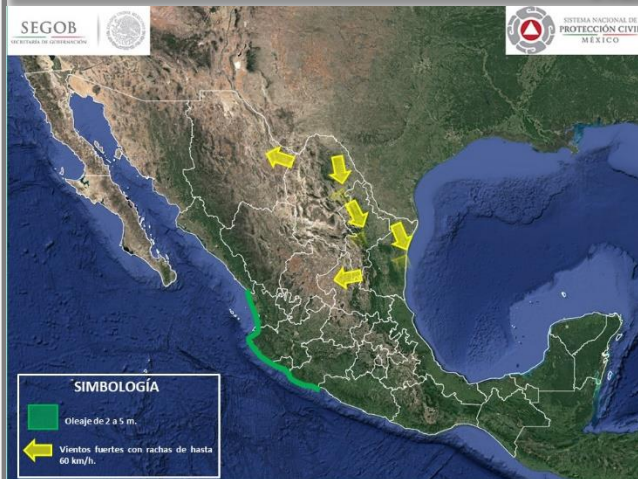 SEGOB
SECRETARÍA DE GOBERNACIÓN
SISTEMA NACIONAL DE
PROTECCIÓN CIVIL
MÉXICO
SIMBOLOGÍA
Oleaje de 2 a 5 m.
Vientos fuertes con rachas de hasta
60 km/h.